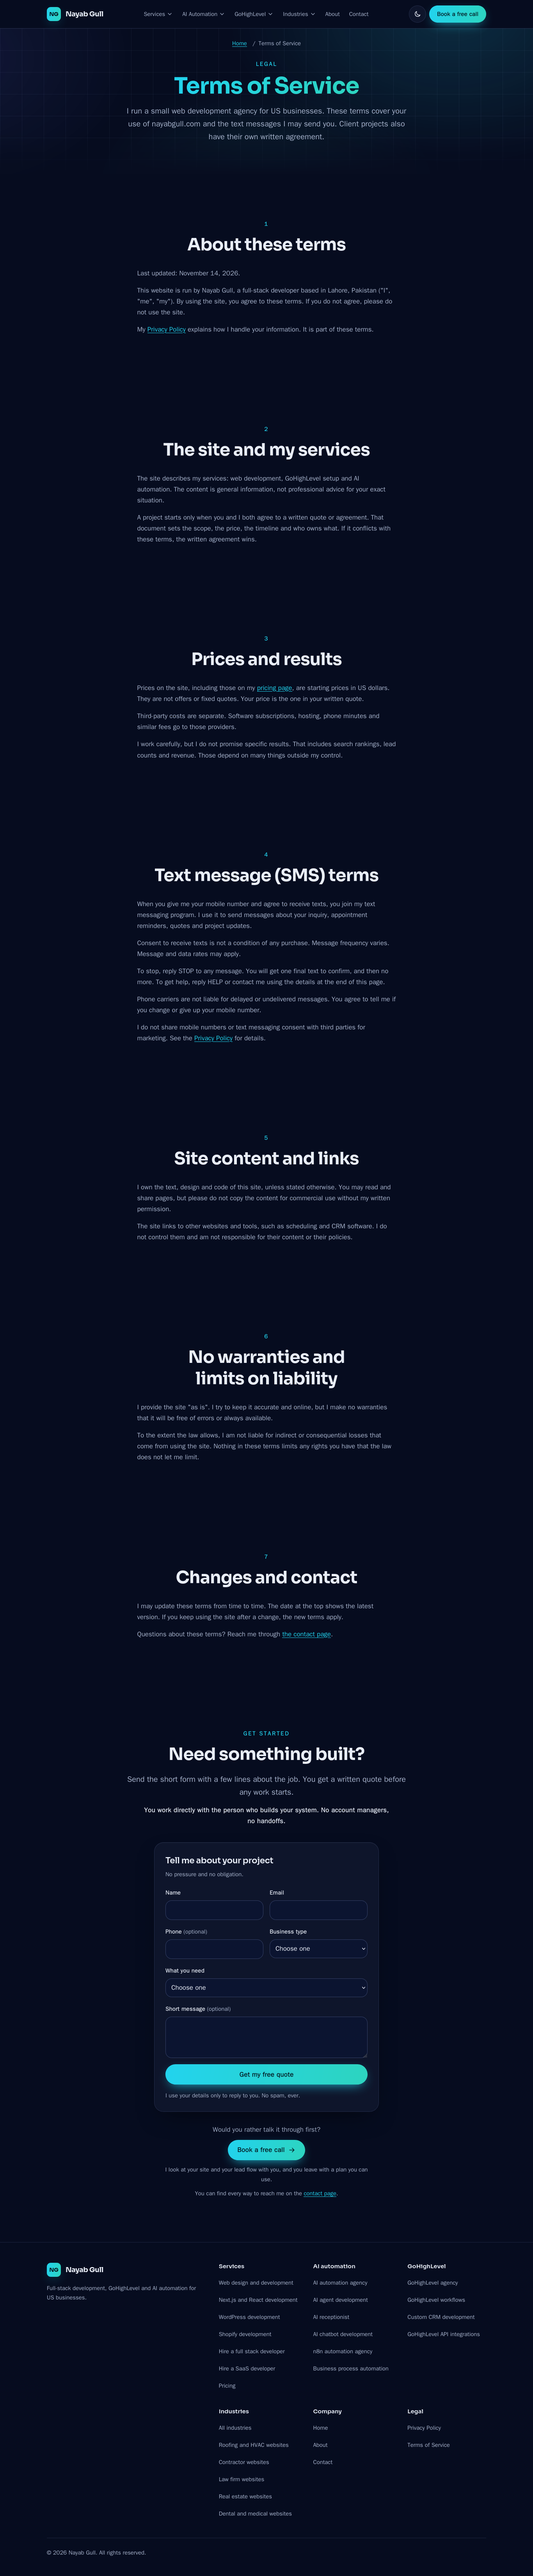 NG Nayab Gull Services AI Automation GoHighLevel Industries About Contact Book a free call
Home / Terms of Service
LEGAL
Terms of Service
I run a small web development agency for US businesses. These terms cover your
use of nayabgull.com and the text messages I may send you. Client projects also
have their own written agreement.
1
About these terms
Last updated: November 14, 2026.
This website is run by Nayab Gull, a full-stack developer based in Lahore, Pakistan ("I",
"me", "my"). By using the site, you agree to these terms. If you do not agree, please do
not use the site.
My Privacy Policy explains how I handle your information. It is part of these terms.
2
The site and my services
The site describes my services: web development, GoHighLevel setup and AI
automation. The content is general information, not professional advice for your exact
situation.
A project starts only when you and I both agree to a written quote or agreement. That
document sets the scope, the price, the timeline and who owns what. If it conflicts with
these terms, the written agreement wins.
3
Prices and results
Prices on the site, including those on my pricing page, are starting prices in US dollars.
They are not offers or fixed quotes. Your price is the one in your written quote.
Third-party costs are separate. Software subscriptions, hosting, phone minutes and
similar fees go to those providers.
I work carefully, but I do not promise specific results. That includes search rankings, lead
counts and revenue. Those depend on many things outside my control.
4
Text message (SMS) terms
When you give me your mobile number and agree to receive texts, you join my text
messaging program. I use it to send messages about your inquiry, appointment
reminders, quotes and project updates.
Consent to receive texts is not a condition of any purchase. Message frequency varies.
Message and data rates may apply.
To stop, reply STOP to any message. You will get one final text to confirm, and then no
more. To get help, reply HELP or contact me using the details at the end of this page.
Phone carriers are not liable for delayed or undelivered messages. You agree to tell me if
you change or give up your mobile number.
I do not share mobile numbers or text messaging consent with third parties for
marketing. See the Privacy Policy for details.
5
Site content and links
I own the text, design and code of this site, unless stated otherwise. You may read and
share pages, but please do not copy the content for commercial use without my written
permission.
The site links to other websites and tools, such as scheduling and CRM software. I do
not control them and am not responsible for their content or their policies.
6
No warranties and
limits on liability
I provide the site "as is". I try to keep it accurate and online, but I make no warranties
that it will be free of errors or always available.
To the extent the law allows, I am not liable for indirect or consequential losses that
come from using the site. Nothing in these terms limits any rights you have that the law
does not let me limit.
7
Changes and contact
I may update these terms from time to time. The date at the top shows the latest
version. If you keep using the site after a change, the new terms apply.
Questions about these terms? Reach me through the contact page.
GET STARTED
Need something built?
Send the short form with a few lines about the job. You get a written quote before
any work starts.
You work directly with the person who builds your system. No account managers,
no handoffs.
Tell me about your project
No pressure and no obligation.
Name Email
Phone (optional) Business type
Choose one
What you need
Choose one
Short message (optional)
Get my free quote
I use your details only to reply to you. No spam, ever.
Would you rather talk it through first?
Book a free call →
I look at your site and your lead flow with you, and you leave with a plan you can
use.
You can find every way to reach me on the contact page.
NG Nayab Gull
Full-stack development, GoHighLevel and AI automation for
US businesses.
Services
Web design and development
Next.js and React development
WordPress development
Shopify development
Hire a full stack developer
Hire a SaaS developer
Pricing
AI automation
AI automation agency
AI agent development
AI receptionist
AI chatbot development
n8n automation agency
Business process automation
GoHighLevel
GoHighLevel agency
GoHighLevel workflows
Custom CRM development
GoHighLevel API integrations
Industries
All industries
Roofing and HVAC websites
Contractor websites
Law firm websites
Real estate websites
Dental and medical websites
Company
Home
About
Contact
Legal
Privacy Policy
Terms of Service
© 2026 Nayab Gull. All rights reserved.